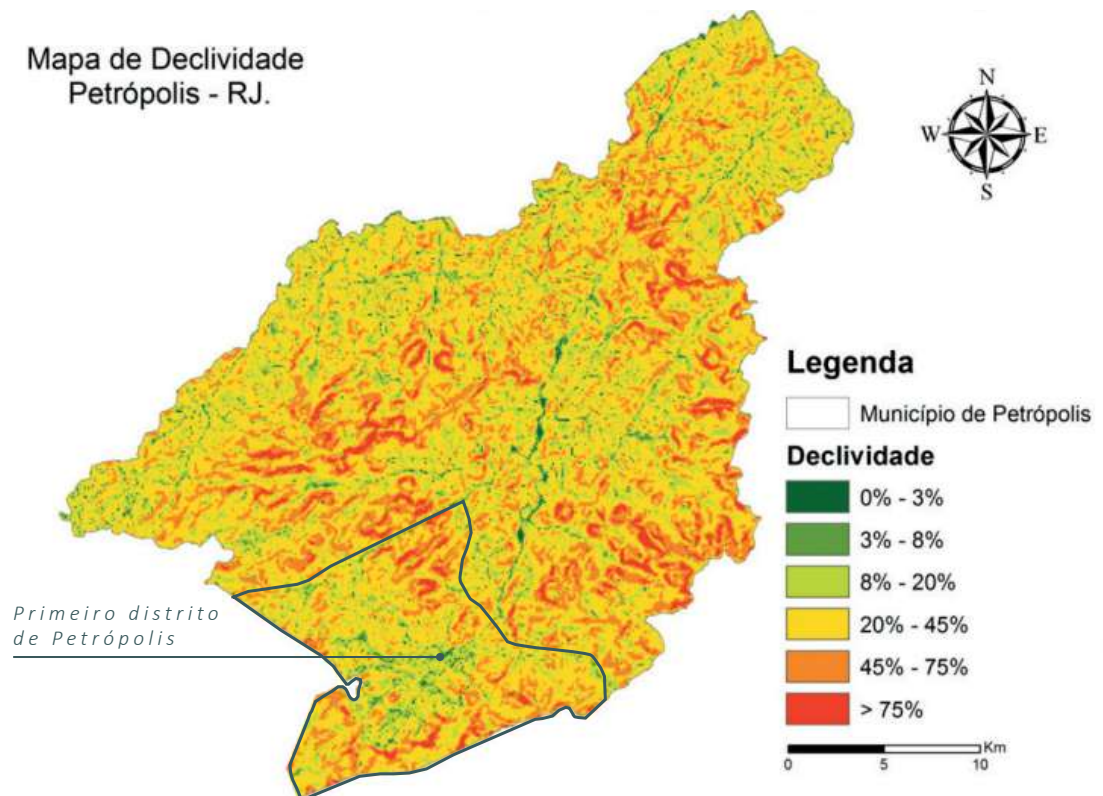 Mapa de Declividade
Petrópolis - RJ.
N
W E
S
Legenda
Município de Petrópolis
Declividade
0% - 3%
3% - 8%
8% - 20%
20% - 45%
45% - 75%
> 75%
Km
0 5 10
Primeiro distrito
de Petrópolis